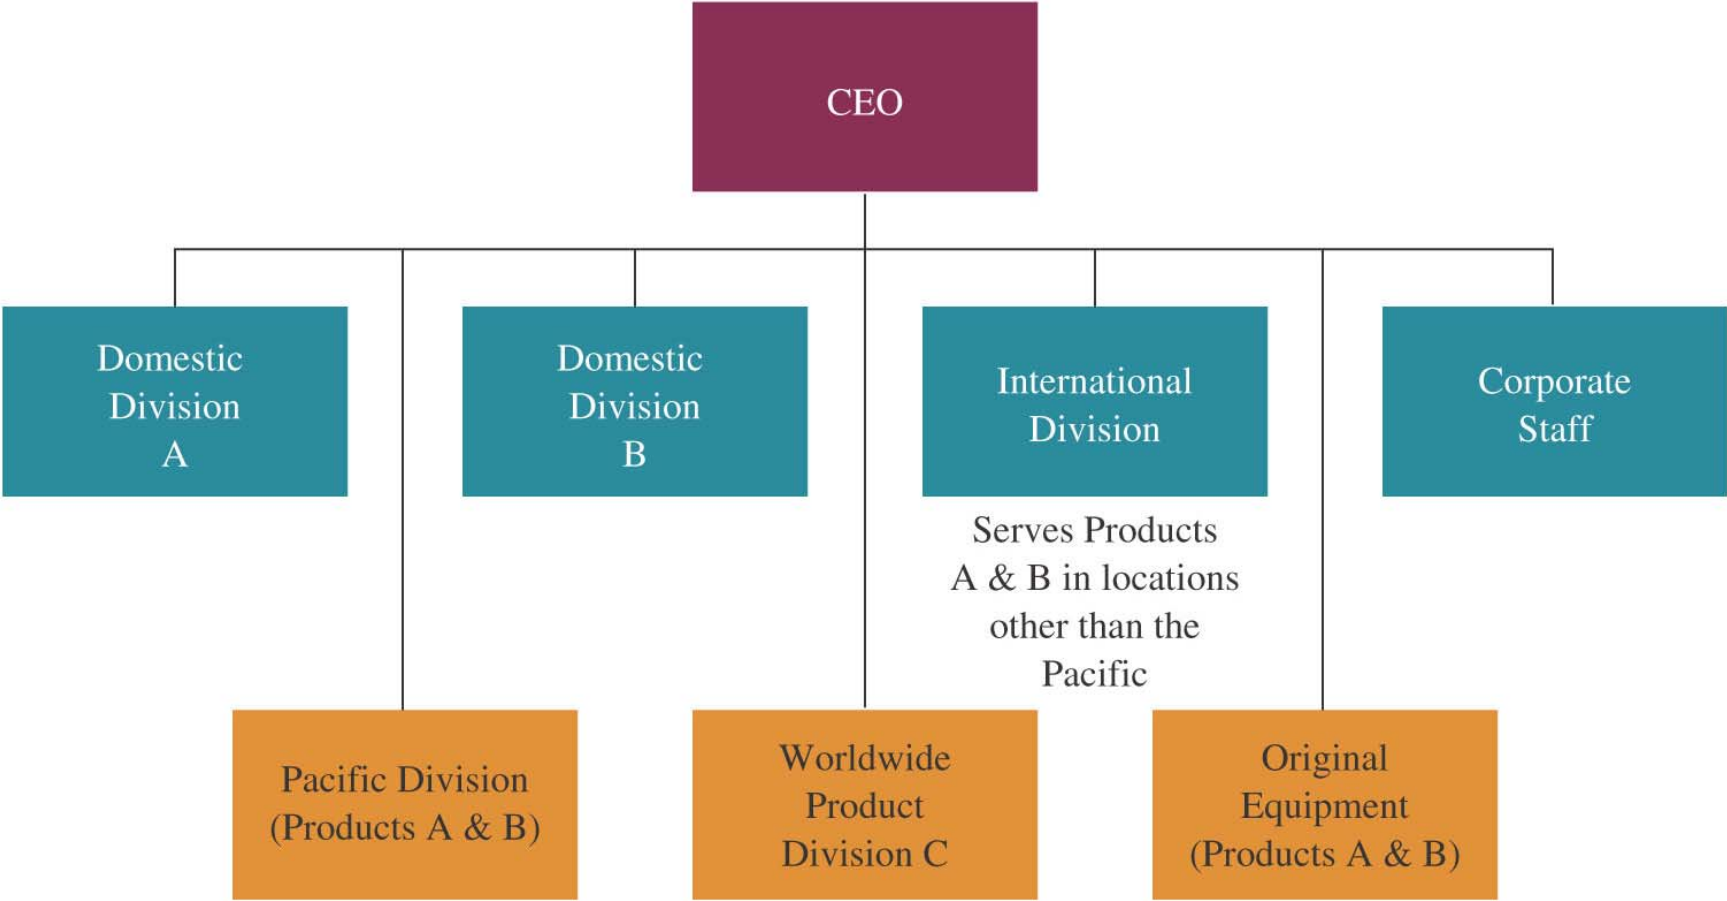 CEO
Domestic
Division
A
Domestic
Division
B
International
Division
Corporate
Staff
Serves Products
A & B in locations
other than the
Pacific
Pacific Division
(Products A & B)
Worldwide
Product
Division C
Original
Equipment
(Products A & B)